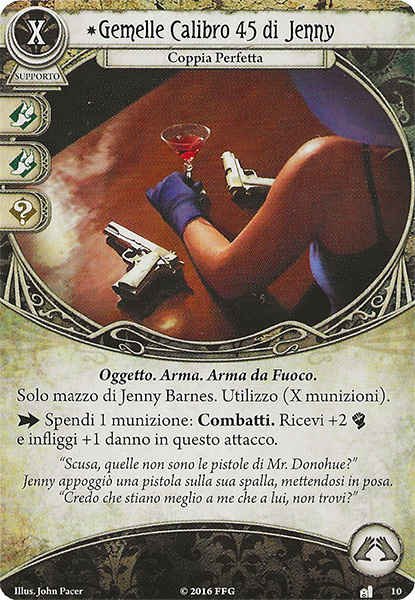 X
*Gemelle Calibro 45 di Jenny
Coppia Perfetta
SUPPORTO
?
Oggetto. Arma. Arma da Fuoco.
Solo mazzo di Jenny Barnes. Utilizzo (X munizioni).
Spendi 1 munizione: Combatti. Ricevi +2
e infliggi +1 danno in questo attacco.
“Scusa, quelle non sono le pistole di Mr. Donohue?”
Jenny appoggiò una pistola sulla sua spalla, mettendosi in posa.
“Credo che stiano meglio a me che a lui, non trovi?”
Illus. John Pacer
© 2016 FFG
10